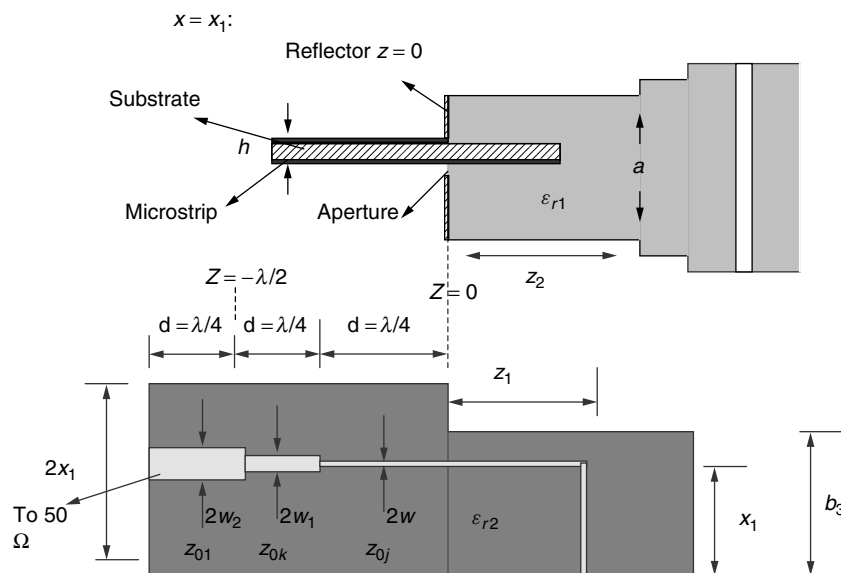 x = x₁:
Reflector z = 0
Substrate
h
a
Microstrip
Aperture
εr1
z₂
Z = −λ/2
Z = 0
d = λ/4 d = λ/4 d = λ/4
z₁
2x₁
To 50
Ω
2w₂ 2w₁ 2w
εr2
x₁
b₃
z₀₁ z₀ₖ z₀ⱼ